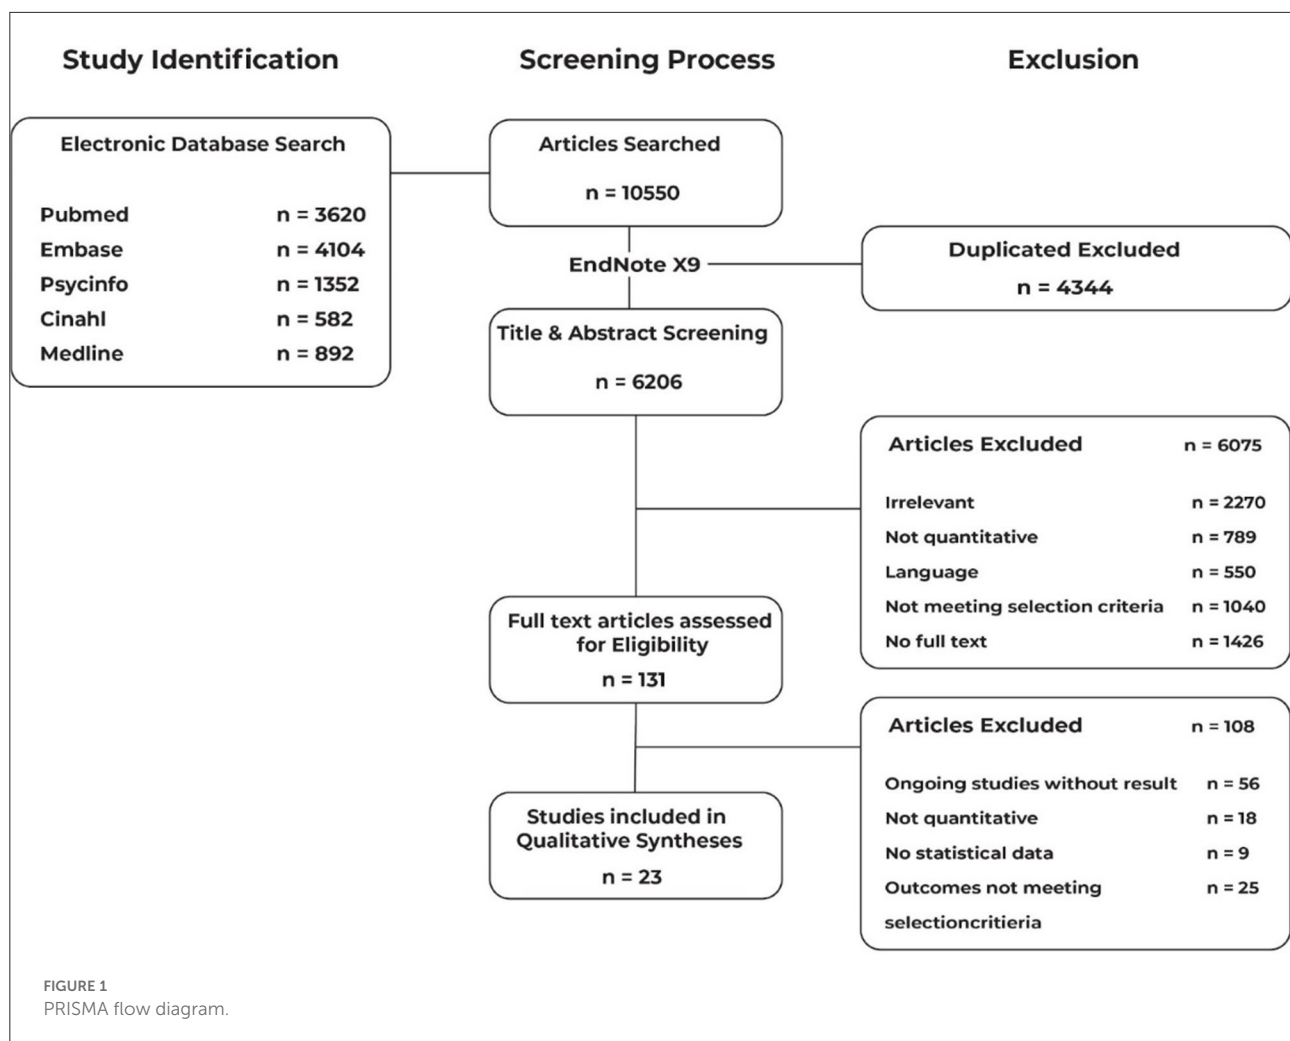 Study Identification
Screening Process
Exclusion
Electronic Database Search
Pubmed n = 3620
Embase n = 4104
Psycinfo n = 1352
Cinahl n = 582
Medline n = 892
Articles Searched
n = 10550
EndNote X9
Duplicated Excluded
n = 4344
Title & Abstract Screening
n = 6206
Articles Excluded n = 6075
Irrelevant n = 2270
Not quantitative n = 789
Language n = 550
Not meeting selection criteria n = 1040
No full text n = 1426
Full text articles assessed
for Eligibility
n = 131
Articles Excluded n = 108
Ongoing studies without result n = 56
Not quantitative n = 18
No statistical data n = 9
Outcomes not meeting n = 25
selectioncritieria
Studies included in
Qualitative Syntheses
n = 23
FIGURE 1
PRISMA flow diagram.